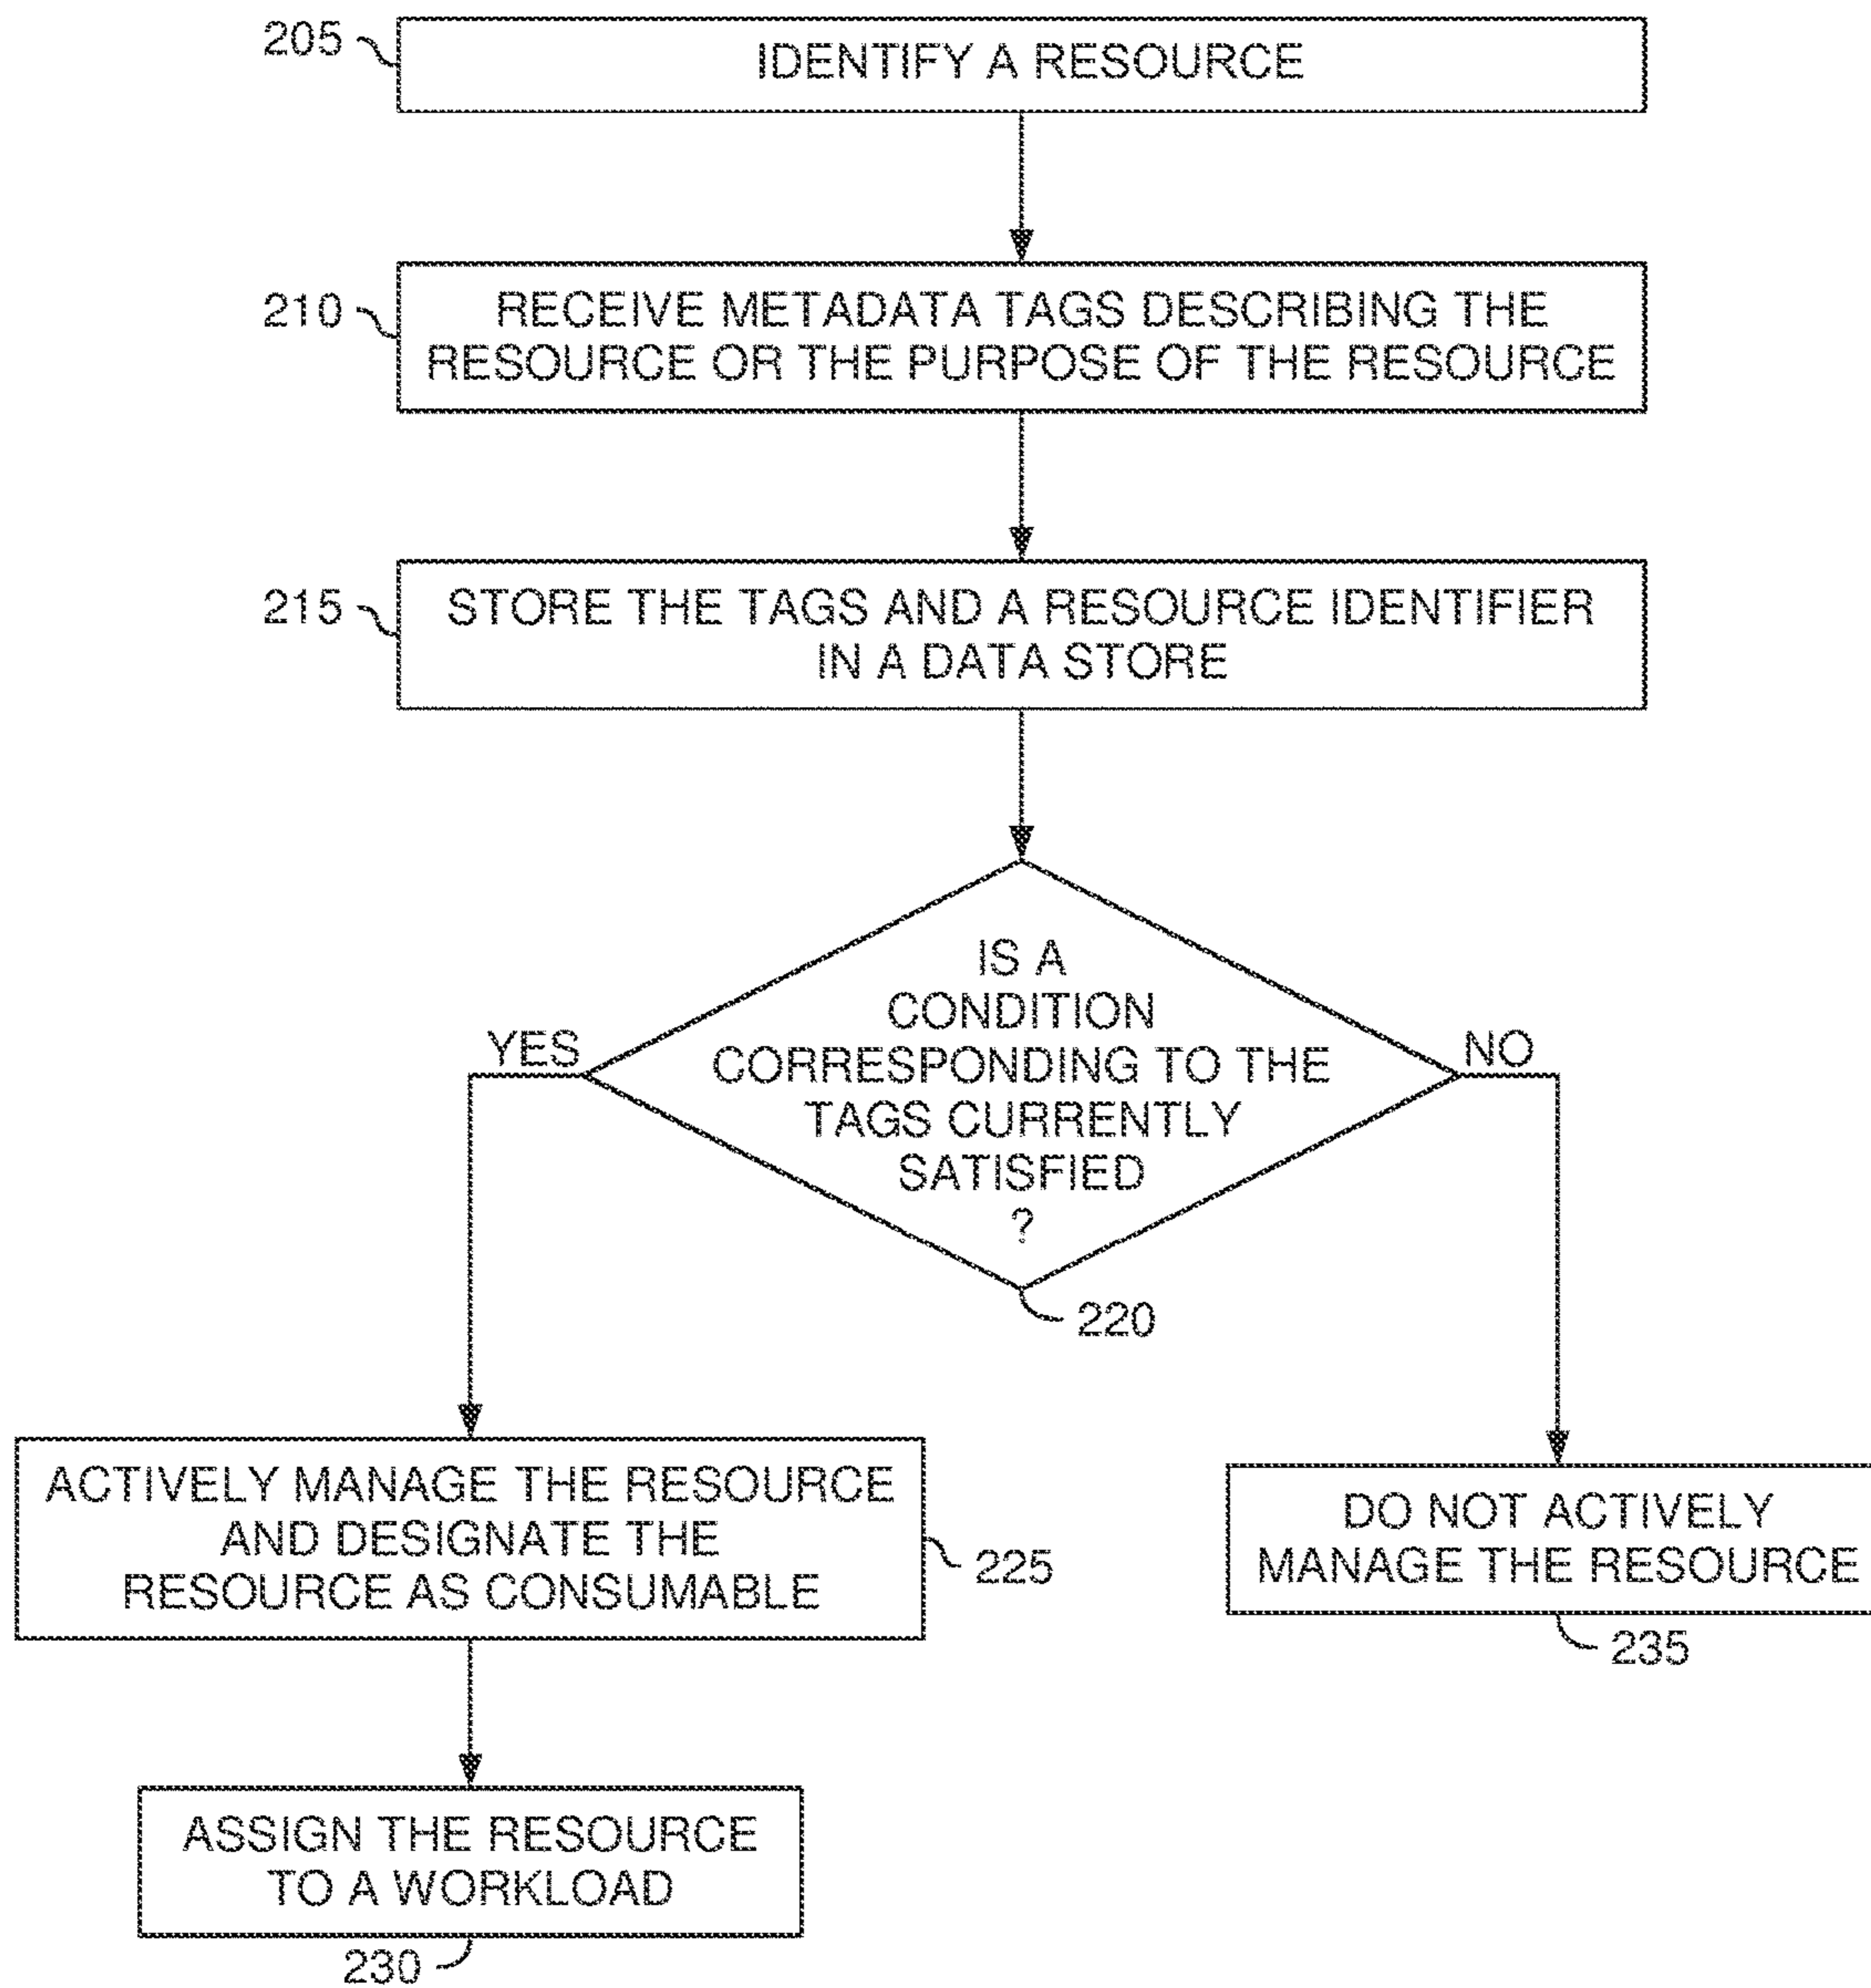 205
IDENTIFY A RESOURCE
210
RECEIVE METADATA TAGS DESCRIBING THE
RESOURCE OR THE PURPOSE OF THE RESOURCE
215
STORE THE TAGS AND A RESOURCE IDENTIFIER
IN A DATA STORE
IS A
CONDITION
CORRESPONDING TO THE
TAGS CURRENTLY
SATISFIED
?
YES
NO
220
ACTIVELY MANAGE THE RESOURCE
AND DESIGNATE THE
RESOURCE AS CONSUMABLE
225
DO NOT ACTIVELY
MANAGE THE RESOURCE
235
ASSIGN THE RESOURCE
TO A WORKLOAD
230